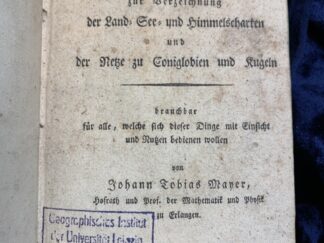 zur Verzeichnung
der Land- See- und Himmelscharten
und
der Netze zu Coniglobien und Kugeln
brauchbar
für alle, welche sich dieser Dinge mit Einsicht
und Nutzen bedienen wollen
von
Johann Tobias Mayer,
Hofrath und Prof. der Mathematik und Physik
zu Erlangen.
Geographisches Institut
der Universität Leipzig